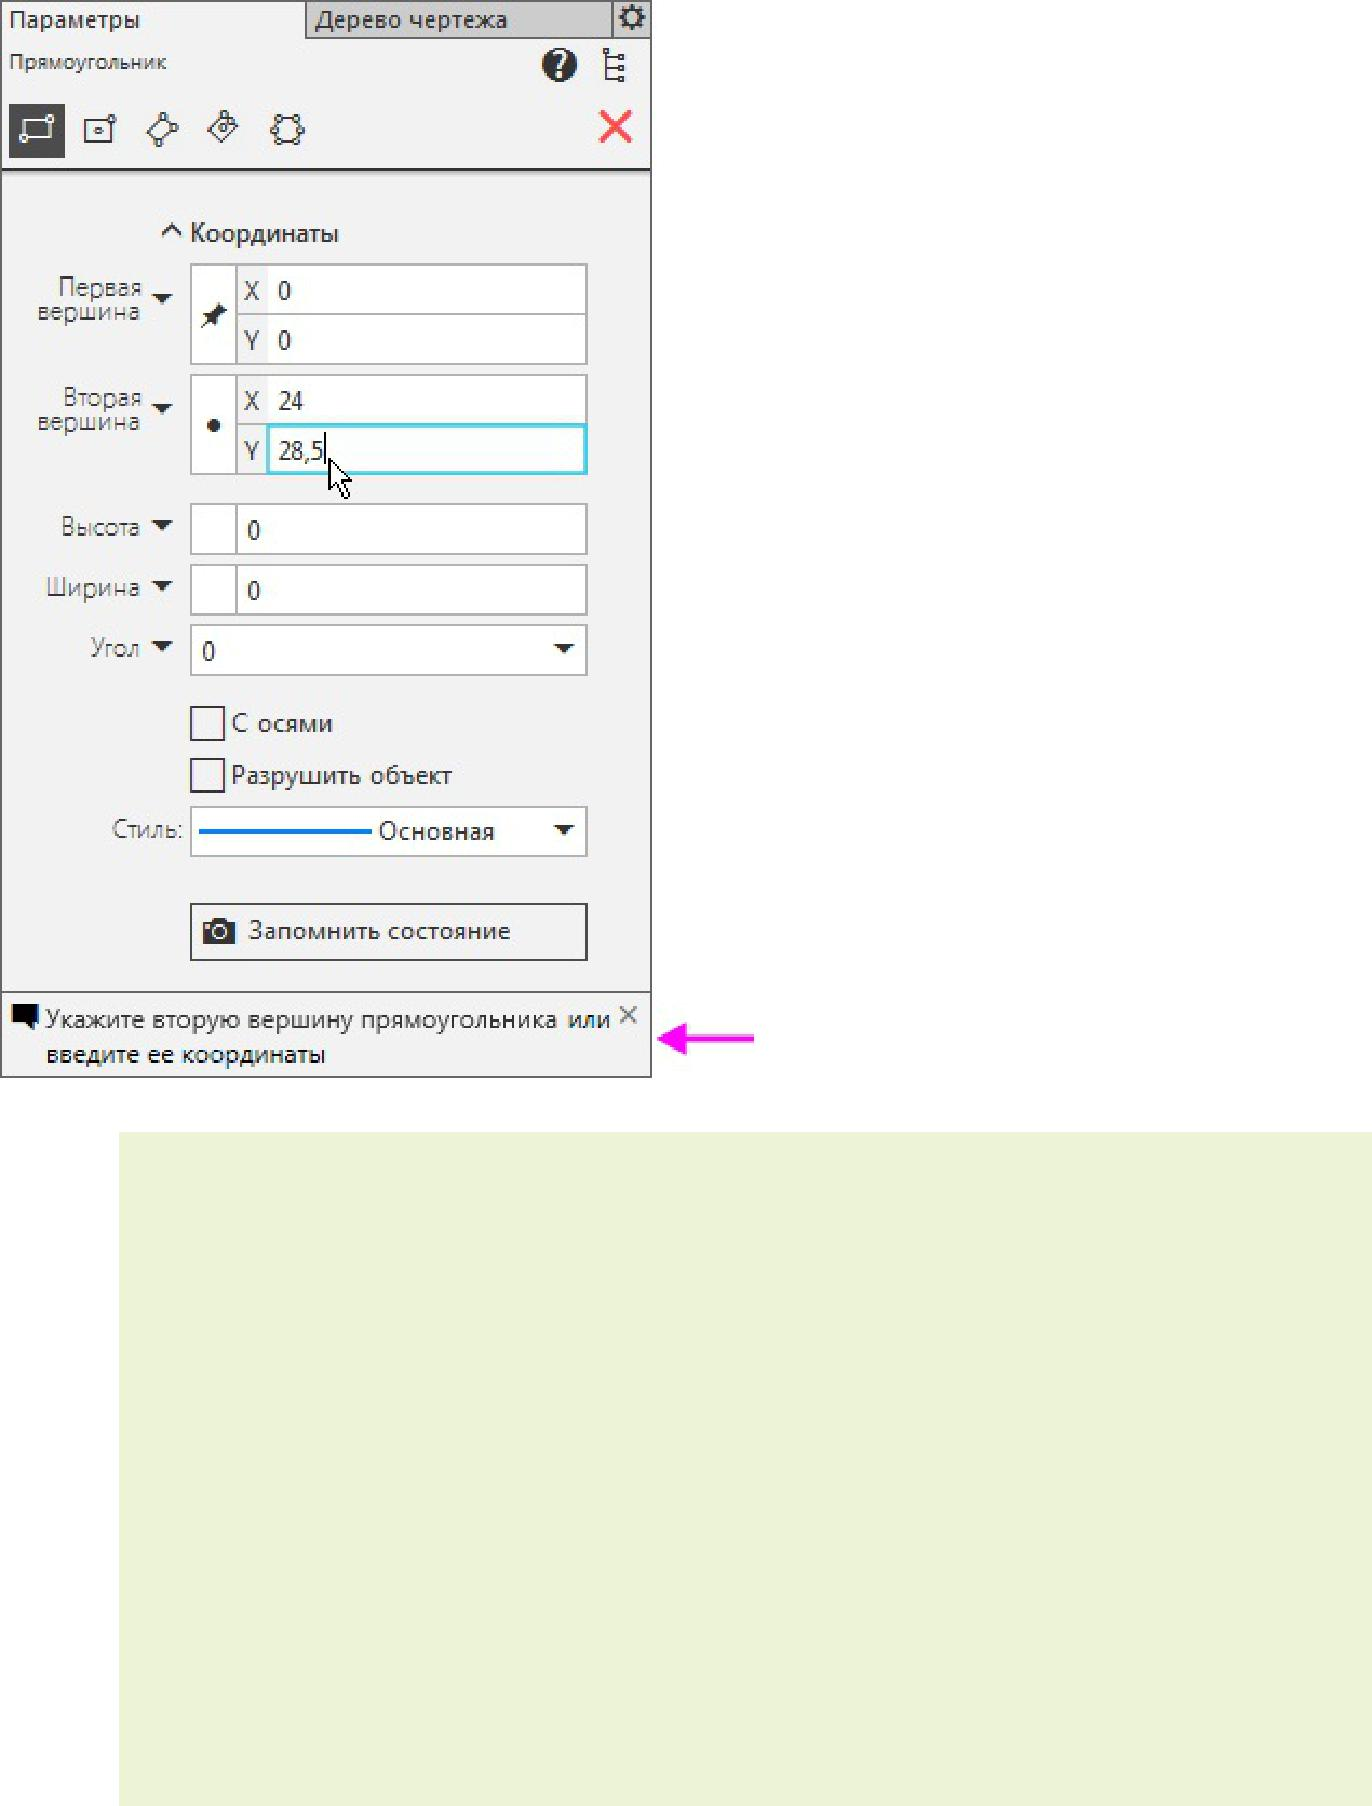 Параметры
Дерево чертежа
Прямоугольник
Координаты
Первая
вершина
X 0
Y 0
Вторая
вершина
X 24
Y 28,5
Высота 0
Ширина 0
Угол 0
С осями
Разрушить объект
Стиль: Основная
Запомнить состояние
Укажите вторую вершину прямоугольника или
введите ее координаты